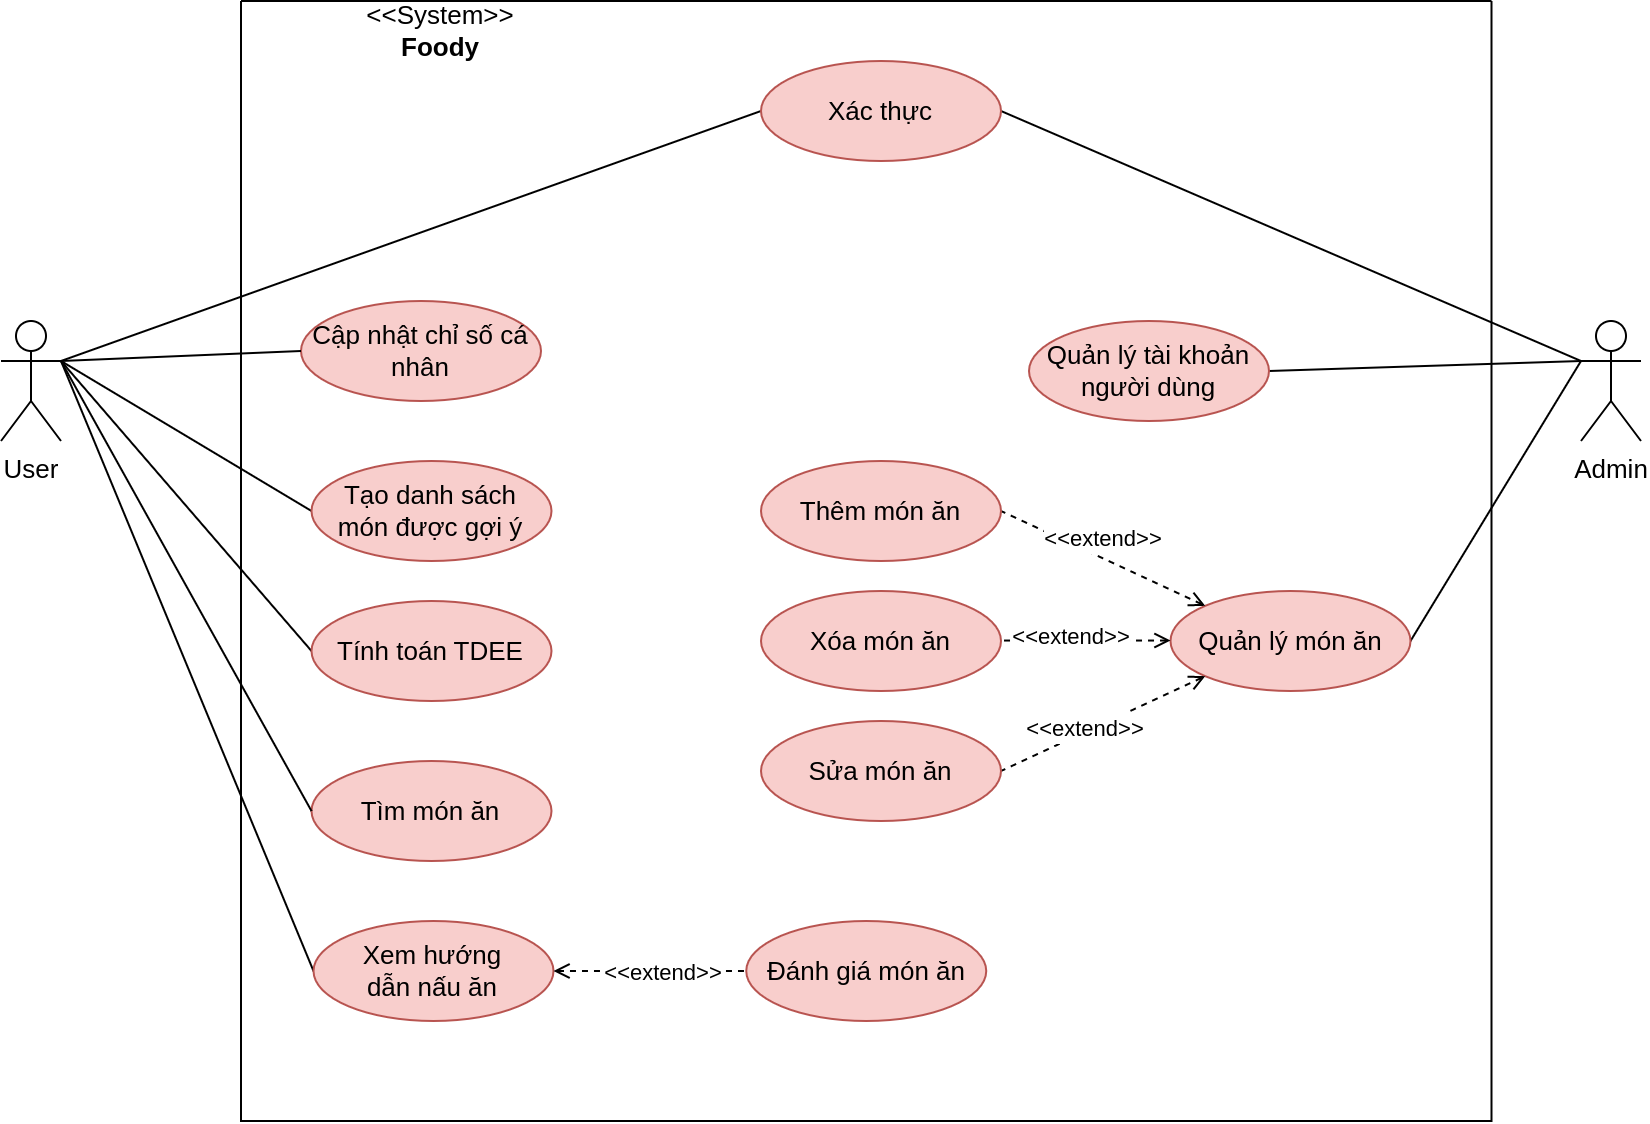 <<System>>
Foody
Xác thực
Cập nhật chỉ số cá
nhân
Quản lý tài khoản
người dùng
User
Admin
Tạo danh sách
món được gợi ý
Thêm món ăn
<<extend>>
Tính toán TDEE
Xóa món ăn
<<extend>>
Quản lý món ăn
<<extend>>
Sửa món ăn
Tìm món ăn
Xem hướng
dẫn nấu ăn
<<extend>>
Đánh giá món ăn